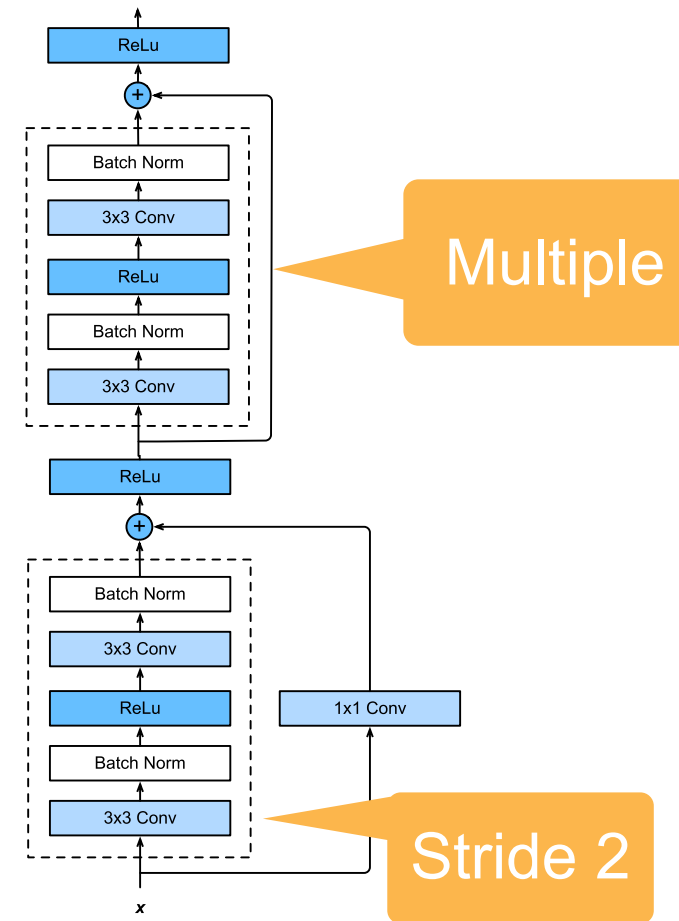 ReLu
+
Batch Norm
3x3 Conv
ReLu
Batch Norm
3x3 Conv
Multiple
ReLu
+
Batch Norm
3x3 Conv
ReLu
1x1 Conv
Batch Norm
3x3 Conv
Stride 2
x